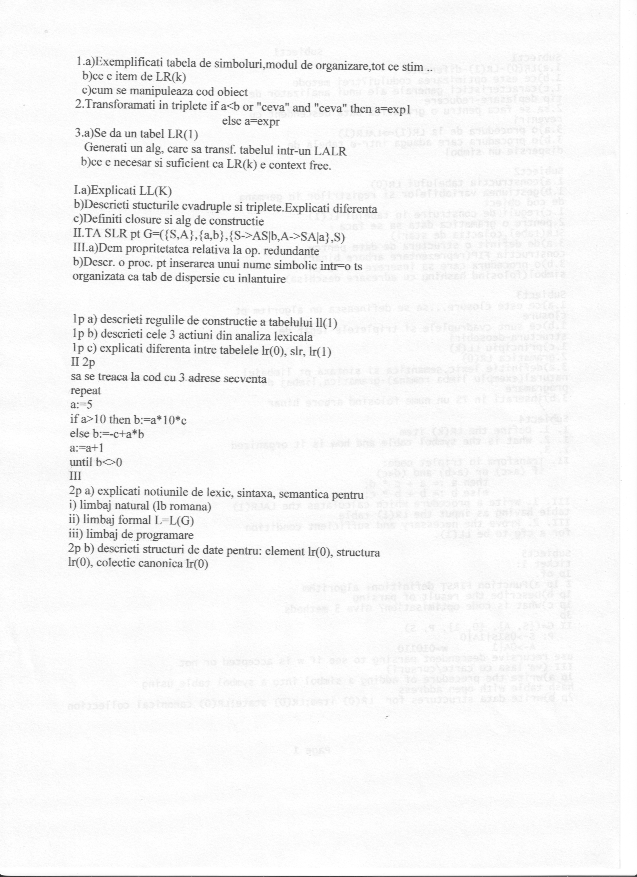 1.a)Exemplificati tabela de simboluri,modul de organizare,tot ce stim ..
b)ce e item de LR(k)
c)cum se manipuleaza cod obiect
2.Transforamati in triplete if a<b or "ceva" and "ceva" then a=exp1
else a=expr
3.a)Se da un tabel LR(1)
Generati un alg, care sa transf. tabelul intr-un LALR
b)ce e necesar si suficient ca LR(k) e context free.
I.a)Explicati LL(K)
b)Descrieti stucturile cvadruple si triplete.Explicati diferenta
c)Definiti closure si alg de constructie
II.TA SLR pt G=({S,A},{a,b},{S->AS|b,A->SA|a},S)
III.a)Dem propritetatea relativa la op. redundante
b)Descr. o proc. pt inserarea unui nume simbolic intr=o ts
organizata ca tab de dispersie cu inlantuire
1p a) descrieti regulile de constructie a tabelului ll(1)
1p b) descrieti cele 3 actiuni din analiza lexicala
1p c) explicati diferenta intre tabelele lr(0), slr, lr(1)
II 2p
sa se treaca la cod cu 3 adrese secventa
repeat
a:=5
if a>10 then b:=a*10*c
else b:=-c+a*b
a:=a+1
until b<>0
III
2p a) explicati notiunile de lexic, sintaxa, semantica pentru
i) limbaj natural (lb romana)
ii) limbaj formal L=L(G)
iii) limbaj de programare
2p b) descrieti structuri de date pentru: element lr(0), structura
lr(0), colectie canonica lr(0)